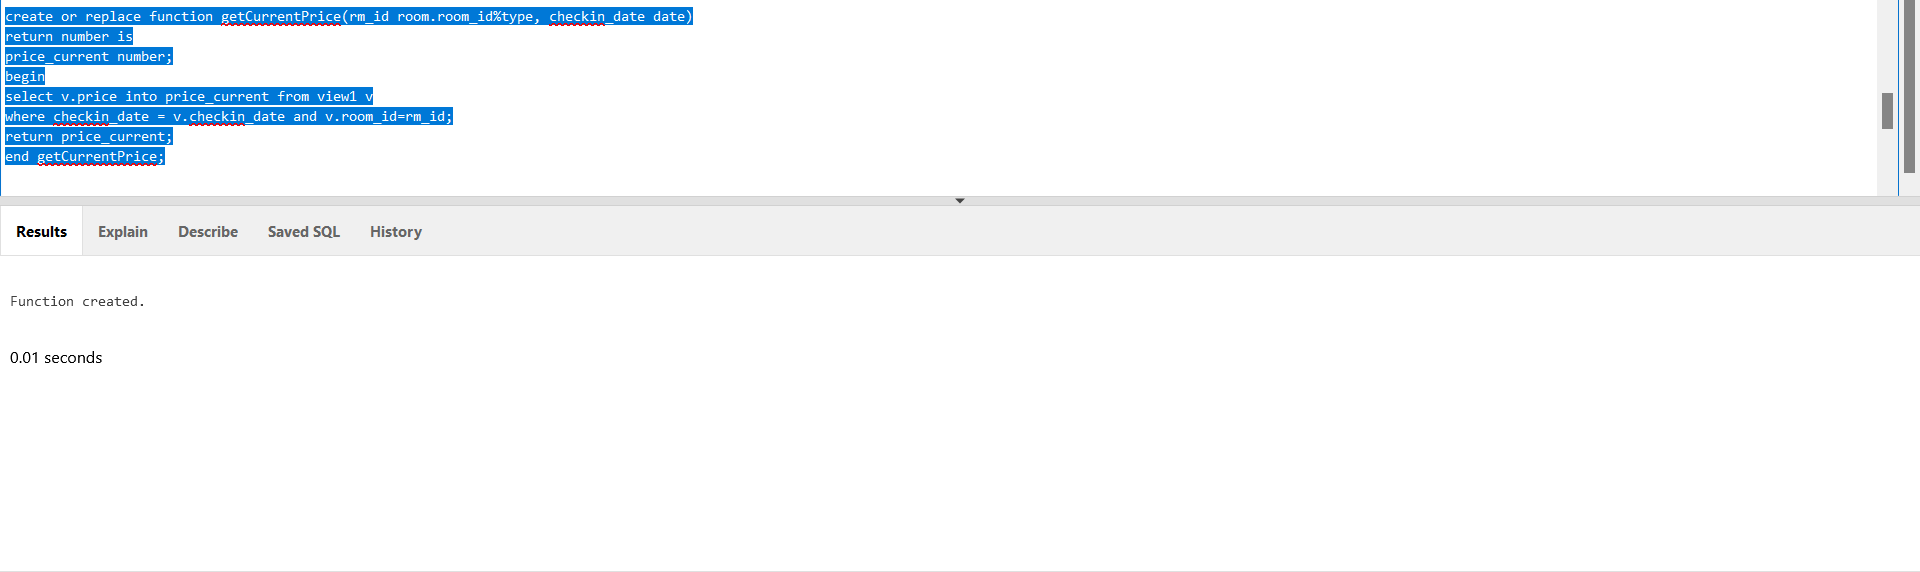 create or replace function getCurrentPrice(rm_id room.room_id%type, checkin_date date)
return number is
price_current number;
begin
select v.price into price_current from view1 v
where checkin_date = v.checkin_date and v.room_id=rm_id;
return price_current;
end getCurrentPrice;
Results Explain Describe Saved SQL History
Function created.
0.01 seconds